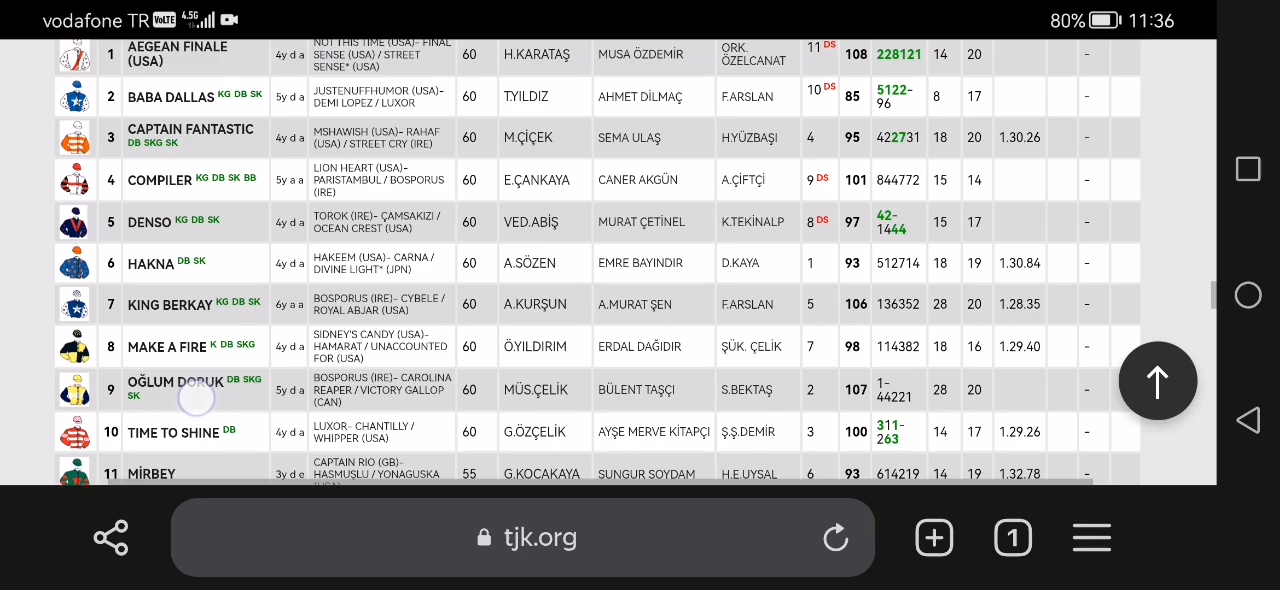 vodafone TR VoLTE 4.5G 80% 11:36
1 AEGEAN FINALE (USA) 4y d a NOT THIS TIME (USA)- FINAL SENSE (USA) / STREET SENSE* (USA) 60 H.KARATAŞ MUSA ÖZDEMİR ÖRK. ÖZELCANAT 11 DS 108 228121 14 20 -
2 BABA DALLAS KG DB SK 5y d a JUSTENUFFHUMOR (USA)- DEMI LOPEZ / LUXOR 60 T.YILDIZ AHMET DİLMAÇ F.ARSLAN 10 DS 85 5122-96 8 17 -
3 CAPTAIN FANTASTIC DB SKG SK 4y d a MSHAWISH (USA)- RAHAF (USA) / STREET CRY (IRE) 60 M.ÇİÇEK SEMA ULAŞ H.YÜZBAŞI 4 95 422731 18 20 1.30.26 -
4 COMPILER KG DB SK BB 5y a a LION HEART (USA)- PARISTAMBUL / BOSPORUS (IRE) 60 E.ÇANKAYA CANER AKGÜN A.ÇİFTÇİ 9 DS 101 844772 15 14 -
5 DENSO KG DB SK 4y d a TOROK (IRE)- ÇAMSAKIZI / OCEAN CREST (USA) 60 VED.ABİŞ MURAT ÇETİNEL K.TEKİNALP 8 DS 97 42-1444 15 17 -
6 HAKNA DB SK 4y d a HAKEEM (USA)- CARNA / DIVINE LIGHT* (JPN) 60 A.SÖZEN EMRE BAYINDIR D.KAYA 1 93 512714 18 19 1.30.84 -
7 KING BERKAY KG DB SK 6y a a BOSPORUS (IRE)- CYBELE / ROYAL ABJAR (USA) 60 A.KURŞUN A.MURAT ŞEN F.ARSLAN 5 106 136352 28 20 1.28.35 -
8 MAKE A FIRE K DB SKG 4y d a SIDNEY'S CANDY (USA)- HAMARAT / UNACCOUNTED FOR (USA) 60 Ö.YILDIRIM ERDAL DAĞIDIR ŞÜK. ÇELİK 7 98 114382 18 16 1.29.40 -
9 OĞLUM DORUK DB SKG SK 5y d a BOSPORUS (IRE)- CAROLINA REAPER / VICTORY GALLOP (CAN) 60 MÜS.ÇELİK BÜLENT TAŞÇI S.BEKTAŞ 2 107 1-44221 28 20 -
10 TIME TO SHINE DB 4y d a LUXOR- CHANTILLY / WHIPPER (USA) 60 G.ÖZÇELİK AYŞE MERVE KİTAPÇI Ş.Ş.DEMİR 3 100 311-263 14 17 1.29.26 -
11 MİRBEY 3y d e CAPTAIN RIO (GB)- HASMUŞLU / YONAGUSKA (USA) 55 G.KOCAKAYA SUNGUR SOYDAM H.E.UYSAL 6 93 614219 14 19 1.32.78 -
tjk.org 1